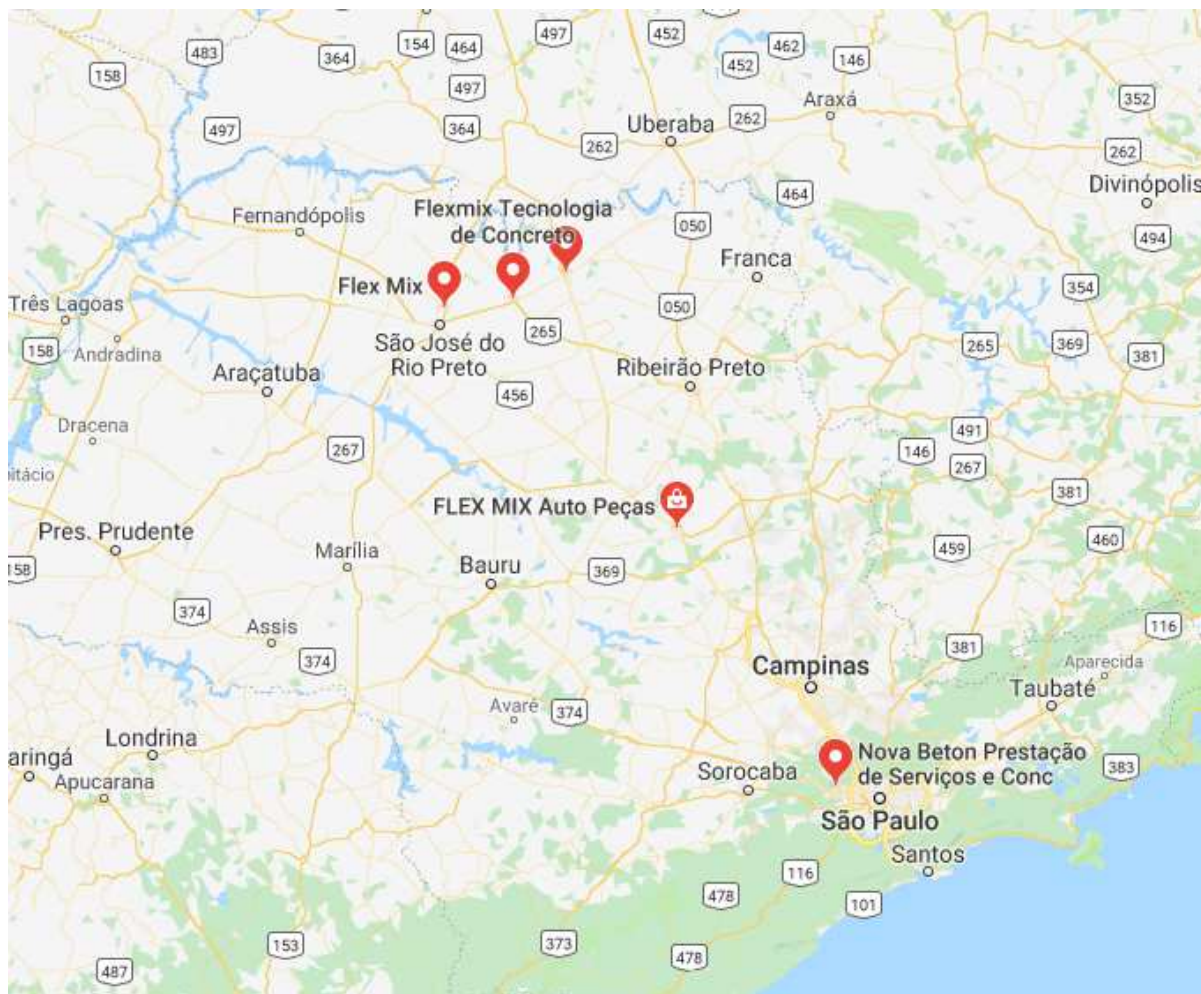 483
364
154
464
497
452
462
158
452
146
497
352
Araxá
497
364
Uberaba
262
262
262
Divinópolis
464
Fernandópolis
Flexmix Tecnologia
de Concreto
050
494
Franca
Flex Mix
354
Três Lagoas
050
São José do
Rio Preto
265
265
369
158
Andradina
381
Araçatuba
Ribeirão Preto
456
Dracena
491
267
146
267
itácio
381
FLEX MIX Auto Peças
Pres. Prudente
460
Marília
459
158
Bauru
369
374
Assis
116
374
381
Campinas
Aparecida
Taubaté
Avaré
374
Londrina
aringá
Nova Beton Prestação
de Serviços e Conc
Sorocaba
383
Apucarana
São Paulo
Santos
116
478
101
153
373
478
487